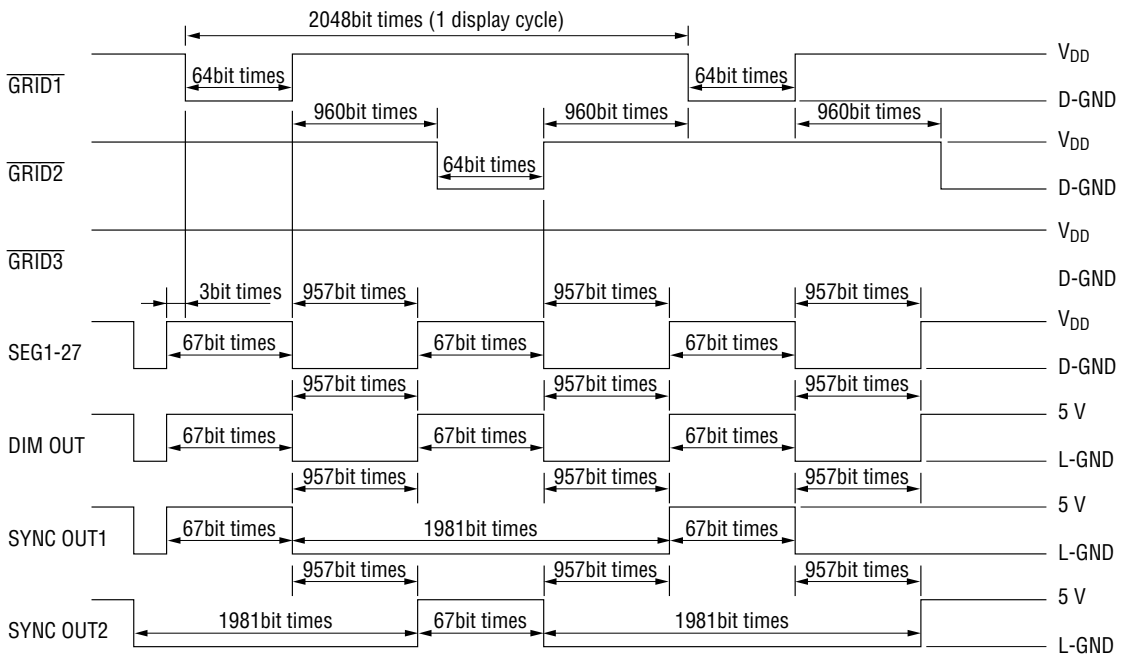 2048bit times (1 display cycle)
GRID1
64bit times
64bit times
VDD
D-GND
960bit times
960bit times
960bit times
GRID2
64bit times
VDD
D-GND
GRID3
VDD
D-GND
3bit times
957bit times
957bit times
957bit times
SEG1-27
67bit times
67bit times
67bit times
VDD
D-GND
957bit times
957bit times
957bit times
DIM OUT
67bit times
67bit times
67bit times
5 V
L-GND
957bit times
957bit times
957bit times
SYNC OUT1
67bit times
1981bit times
67bit times
5 V
L-GND
957bit times
957bit times
957bit times
SYNC OUT2
1981bit times
67bit times
1981bit times
5 V
L-GND